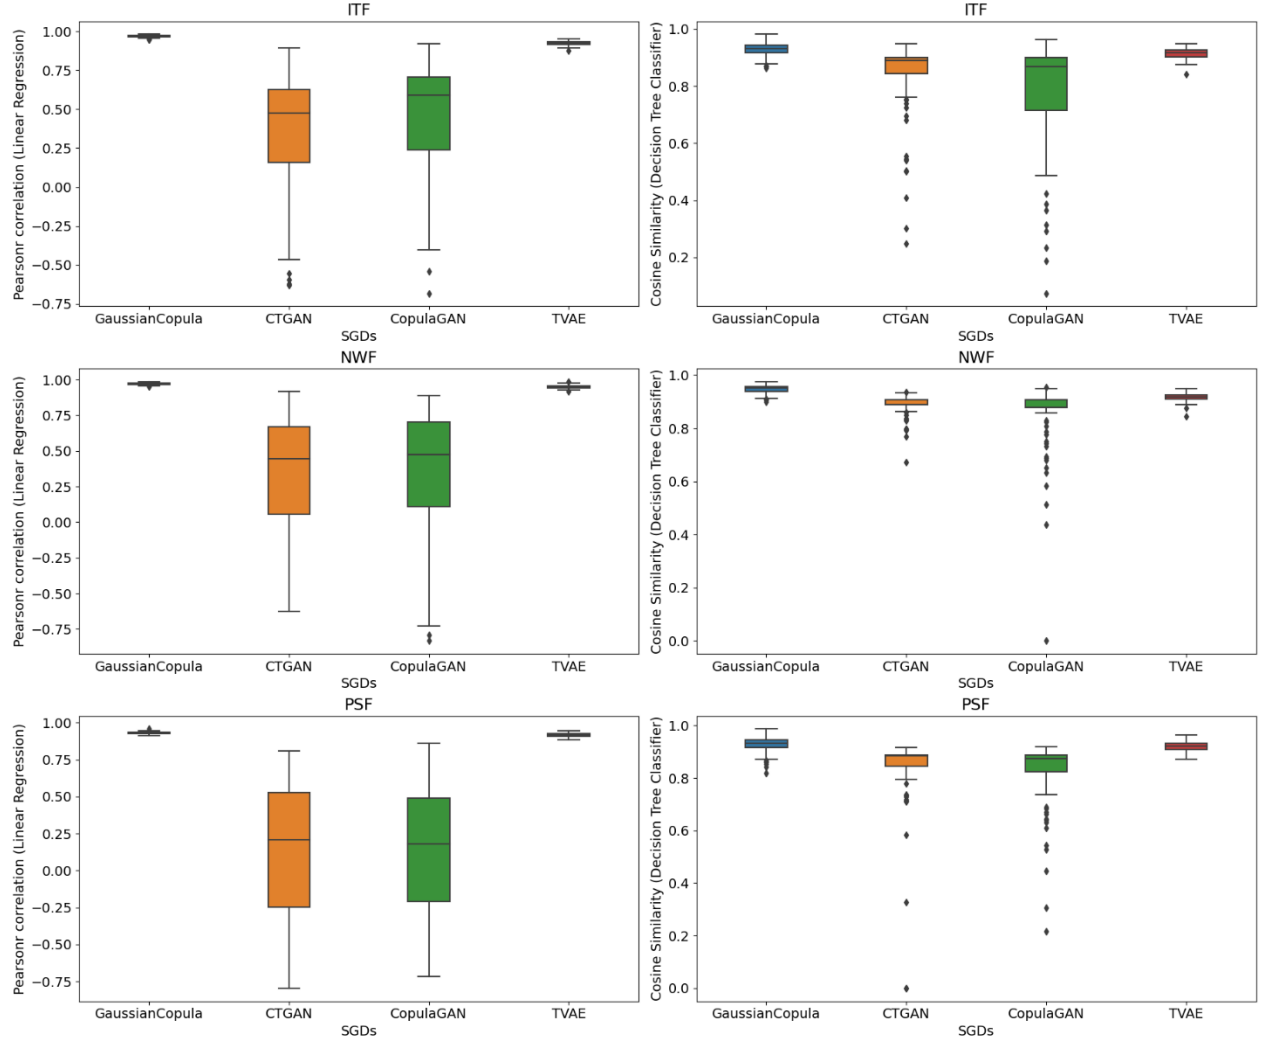 ITF
Pearsonr correlation (Linear Regression)
1.00
0.75
0.50
0.25
0.00
−0.25
−0.50
−0.75
GaussianCopula CTGAN CopulaGAN TVAE
SGDs
ITF
Cosine Similarity (Decision Tree Classifier)
1.0
0.8
0.6
0.4
0.2
GaussianCopula CTGAN CopulaGAN TVAE
SGDs
NWF
Pearsonr correlation (Linear Regression)
1.00
0.75
0.50
0.25
0.00
−0.25
−0.50
−0.75
GaussianCopula CTGAN CopulaGAN TVAE
SGDs
NWF
Cosine Similarity (Decision Tree Classifier)
1.0
0.8
0.6
0.4
0.2
0.0
GaussianCopula CTGAN CopulaGAN TVAE
SGDs
PSF
Pearsonr correlation (Linear Regression)
1.00
0.75
0.50
0.25
0.00
−0.25
−0.50
−0.75
GaussianCopula CTGAN CopulaGAN TVAE
SGDs
PSF
Cosine Similarity (Decision Tree Classifier)
1.0
0.8
0.6
0.4
0.2
0.0
GaussianCopula CTGAN CopulaGAN TVAE
SGDs